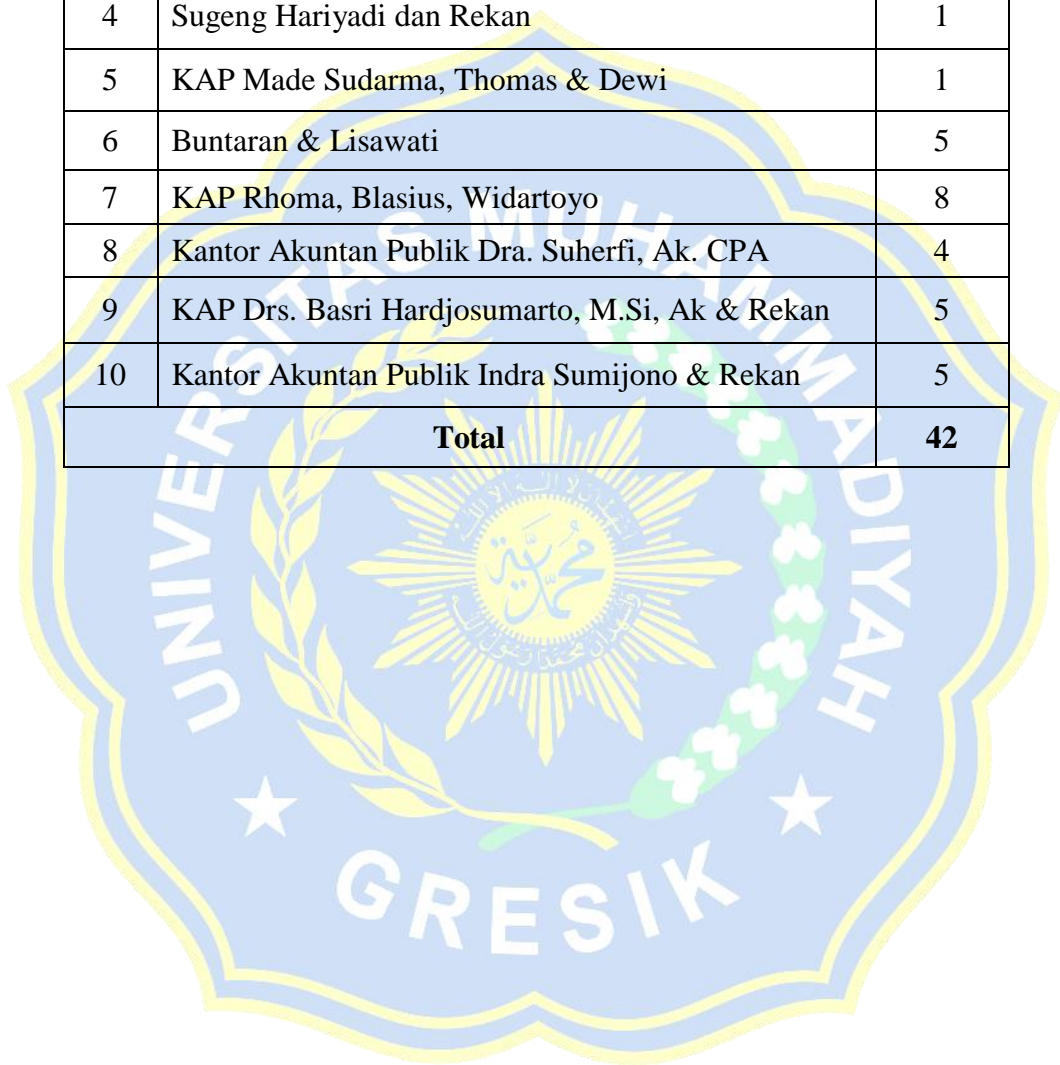 4 Sugeng Hariyadi dan Rekan 1
5 KAP Made Sudarma, Thomas & Dewi 1
6 Buntaran & Lisawati 5
7 KAP Rhoma, Blasius, Widartoyo 8
8 Kantor Akuntan Publik Dra. Suherfi, Ak. CPA 4
9 KAP Drs. Basri Hardjosumarto, M.Si, Ak & Rekan 5
10 Kantor Akuntan Publik Indra Sumijono & Rekan 5
Total 42
UNIVERSITAS MUHAMMADIYAH
GRESIK